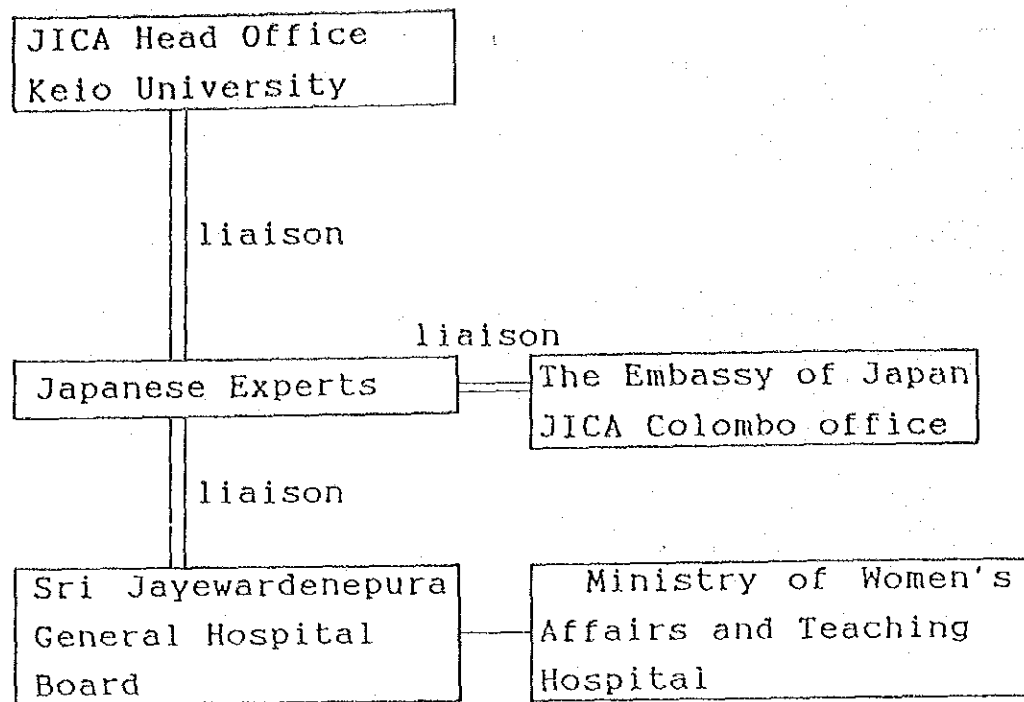 JICA Head Office
Keio University
liaison
liaison
Japanese Experts
The Embassy of Japan
JICA Colombo office
liaison
Sri Jayewardenepura
General Hospital
Board
Ministry of Women's
Affairs and Teaching
Hospital